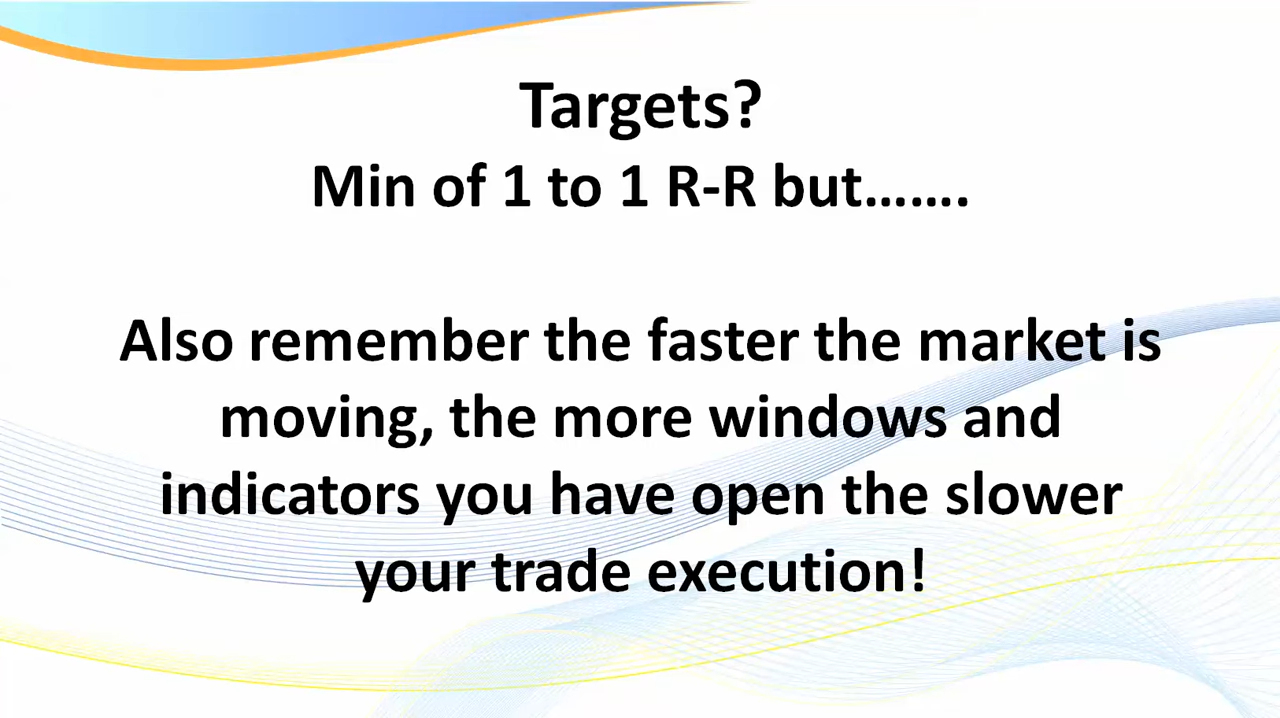 Targets?
Min of 1 to 1 R-R but…….
Also remember the faster the market is
moving, the more windows and
indicators you have open the slower
your trade execution!